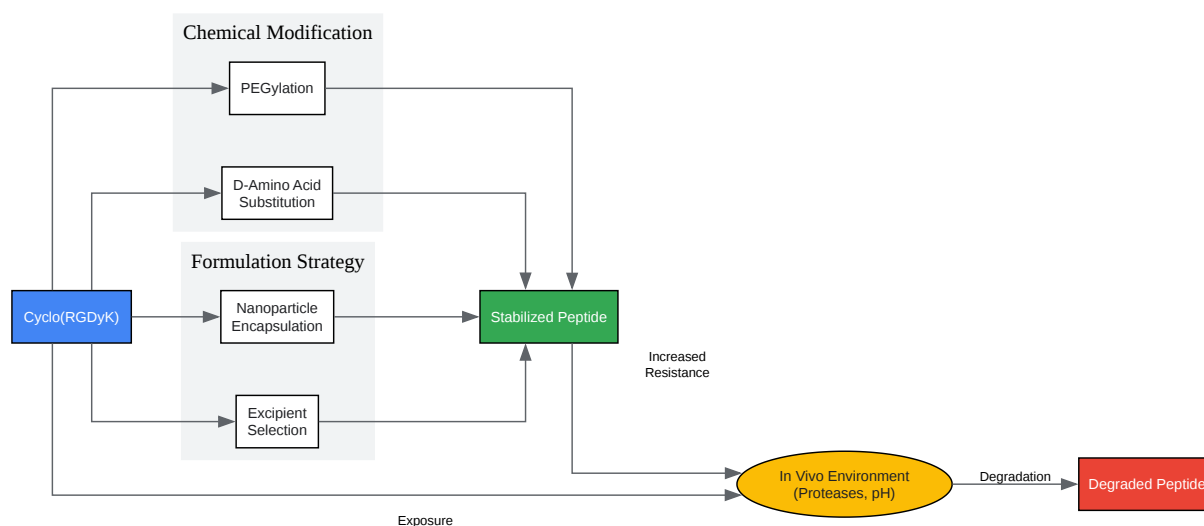 Chemical Modification
PEGylation
D-Amino Acid
Substitution
Formulation Strategy
Cyclo(RGDyK)
Nanoparticle
Encapsulation
Stabilized Peptide
Increased
Resistance
Excipient
Selection
In Vivo Environment
(Proteases, pH)
Degradation
Degraded Peptide
Exposure